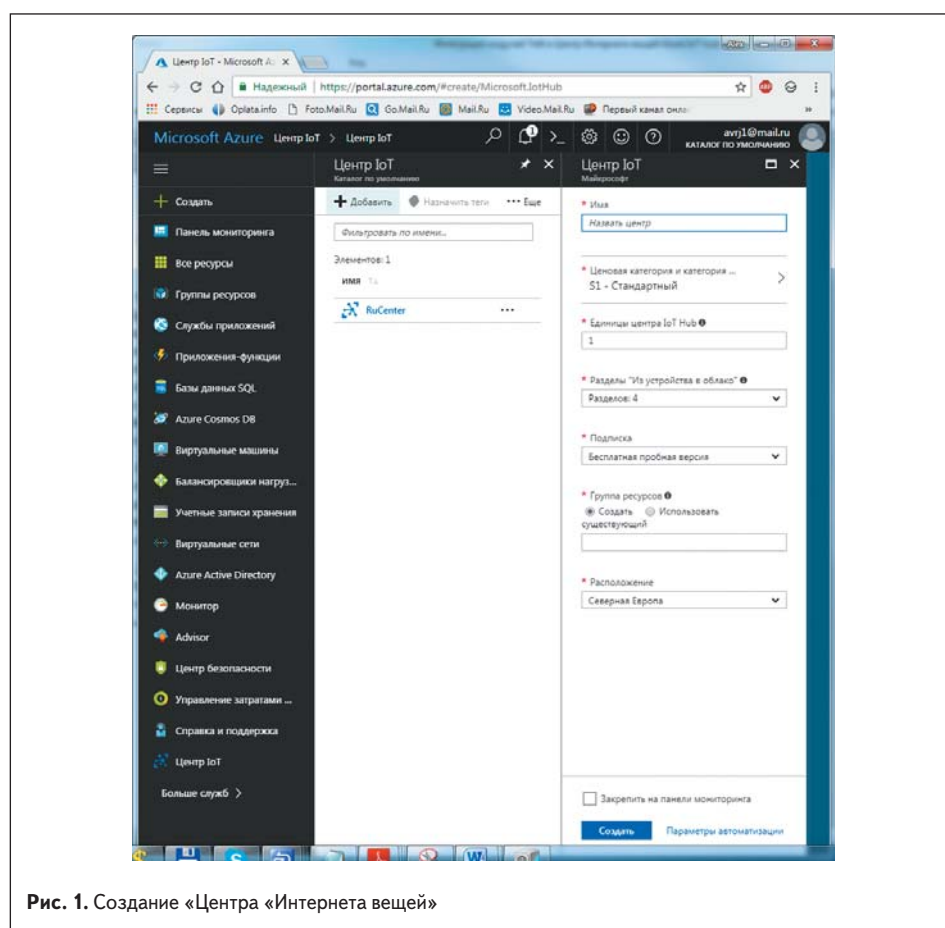 Alex
Центр IoT - Microsoft A: X
Надежный | https://portal.azure.com/#create/Microsoft.IotHub
Сервисы Oplata.info Foto.Mail.Ru Go.Mail.Ru Mail.Ru Video.Mail.Ru Первый канал онла
Microsoft Azure Центр IoT > Центр IoT 1 avrj1@mail.ru
КАТАЛОГ ПО УМОЛЧАНИЮ
Создать
Панель мониторинга
Все ресурсы
Группы ресурсов
Службы приложений
Приложения-функции
Базы данных SQL
Azure Cosmos DB
Виртуальные машины
Балансировщики нагруз...
Учетные записи хранения
Виртуальные сети
Azure Active Directory
Монитор
Advisor
Центр безопасности
Управление затратами ...
Справка и поддержка
Центр IoT
Больше служб >
Центр IoT
Каталог по умолчанию
Добавить Назначить теги ••• Еще
Фильтровать по имени...
Элементов: 1
ИМЯ
RuCenter •••
Центр IoT
Майкрософт
* Имя
Назвать центр
* Ценовая категория и категория ...
S1 - Стандартный
* Единицы центра IoT Hub
1
* Разделы "Из устройства в облако"
Разделов: 4
* Подписка
Бесплатная пробная версия
* Группа ресурсов
Создать Использовать
существующий
* Расположение
Северная Европа
Закрепить на панели мониторинга
Создать Параметры автоматизации
Рис. 1. Создание «Центра «Интернета вещей»